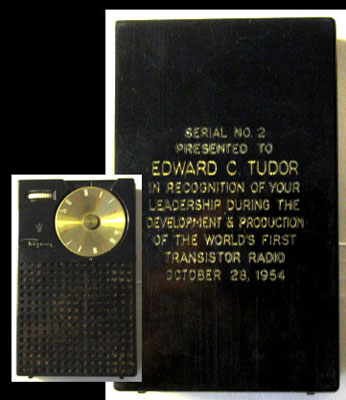 SERIAL NO. 2
PRESENTED TO
EDWARD C. TUDOR
IN RECOGNITION OF YOUR
LEADERSHIP DURING THE
DEVELOPMENT & PRODUCTION
OF THE WORLD'S FIRST
TRANSISTOR RADIO
OCTOBER 28, 1954